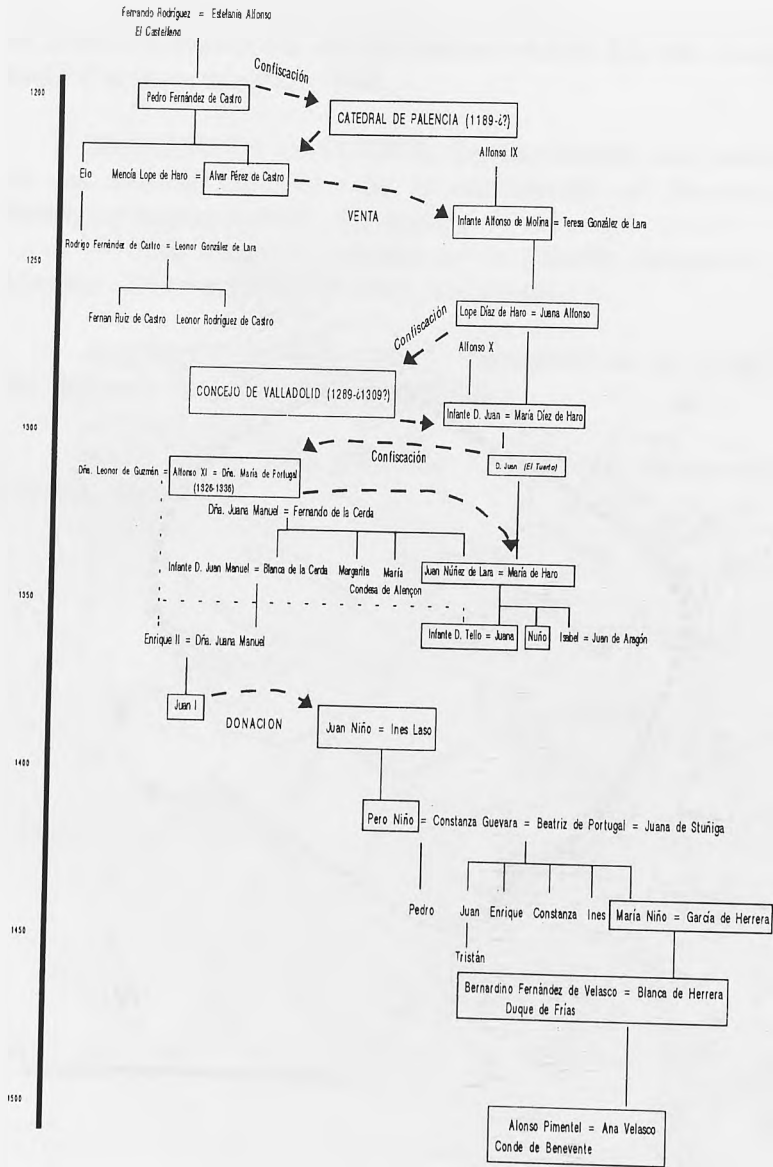 Fernando Rodríguez = Estefania Alfonso
El Castellano
Confiscación
1200
Pedro Fernández de Castro
CATEDRAL DE PALENCIA (1189-¿?)
Alfonso IX
Elo
Mencía Lope de Haro = Alvar Pérez de Castro
VENTA
Infante Alfonso de Molina = Teresa González de Lara
Rodrigo Fernández de Castro = Leonor González de Lara
1250
Fernan Ruiz de Castro
Leonor Rodríguez de Castro
Lope Díaz de Haro = Juana Alfonso
Confiscación
Alfonso X
CONCEJO DE VALLADOLID (1289-¿1309?)
Infante D. Juan = María Díez de Haro
1300
Confiscación
D. Juan (El Tuerto)
Dña. Leonor de Guzmán = Alfonso XI = Dña. María de Portugal
(1326-1336)
Dña. Juana Manuel = Fernando de la Cerda
Infante D. Juan Manuel = Blanca de la Cerda
Margarita
María
Condesa de Alençon
Juan Núñez de Lara = María de Haro
1350
Infante D. Tello = Juana
Nuño
Isabel = Juan de Aragón
Enrique II = Dña. Juana Manuel
Juan I
DONACION
Juan Niño = Ines Laso
1400
Pero Niño = Constanza Guevara = Beatriz de Portugal = Juana de Stuñiga
Pedro
Juan
Enrique
Constanza
Ines
María Niño = García de Herrera
1450
Tristán
Bernardino Fernández de Velasco = Blanca de Herrera
Duque de Frías
1500
Alonso Pimentel = Ana Velasco
Conde de Benevente